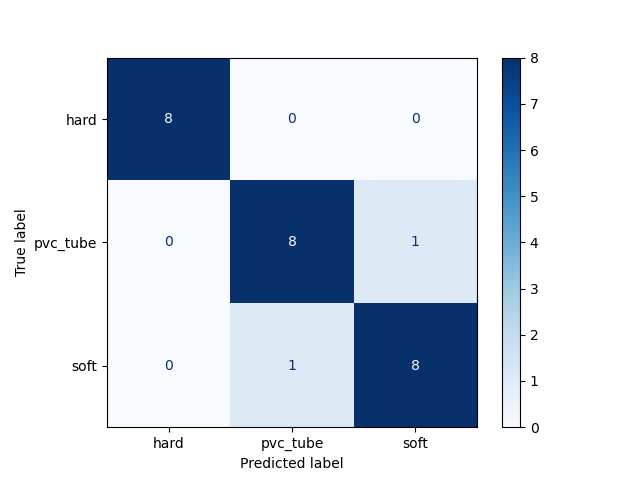 hard 8 0 0
pvc_tube 0 8 1
soft 0 1 8
hard pvc_tube soft
Predicted label
True label
8
7
6
5
4
3
2
1
0